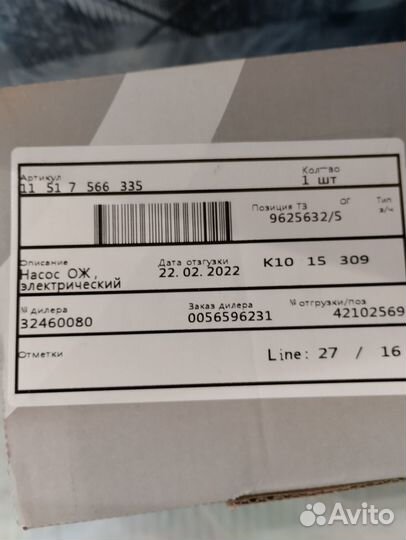 Артикул Кол-во
11 51 7 566 335 1 шт
Позиция ТЗ ОГ Тип
9625632/5 з/ч
Описание Дата отгрузки K10 15 309
Насос ОЖ, 22. 02. 2022
электрический
№ дилера Заказ дилера № отгрузки/поз
32460080 0056596231 42102569
Отметки Line: 27 / 16
Avito